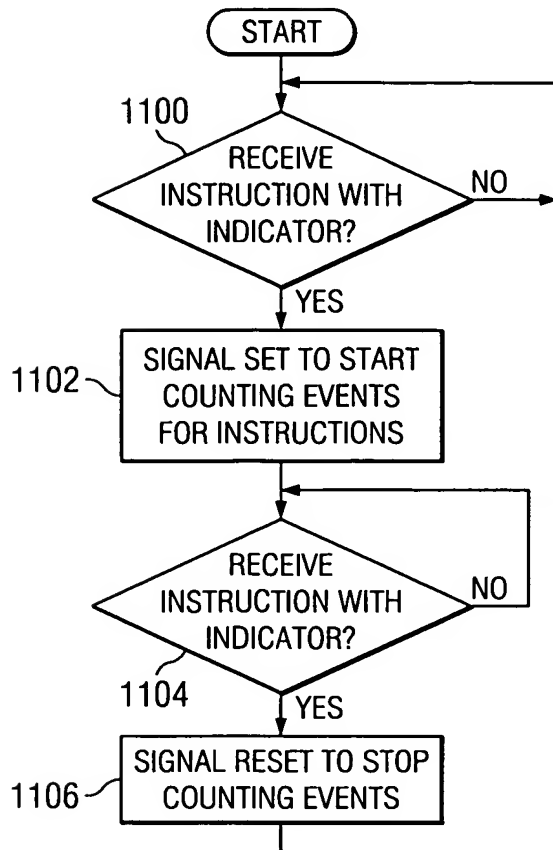 START
1100
RECEIVE
INSTRUCTION WITH
INDICATOR?
NO
YES
1102
SIGNAL SET TO START
COUNTING EVENTS
FOR INSTRUCTIONS
RECEIVE
INSTRUCTION WITH
INDICATOR?
NO
1104
YES
1106
SIGNAL RESET TO STOP
COUNTING EVENTS